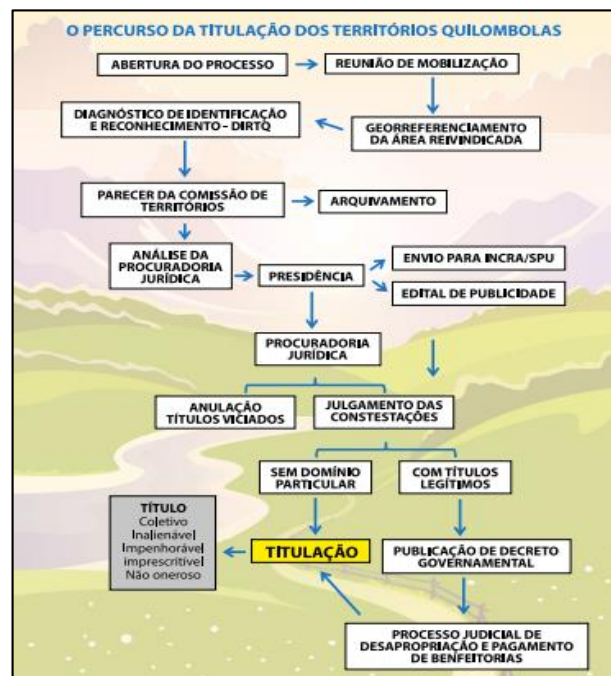 O PERCURSO DA TITULAÇÃO DOS TERRITÓRIOS QUILOMBOLAS
ABERTURA DO PROCESSO
REUNIÃO DE MOBILIZAÇÃO
DIAGNÓSTICO DE IDENTIFICAÇÃO
E RECONHECIMENTO - DIRTQ
GEORREFERENCIAMENTO
DA ÁREA REIVINDICADA
PARECER DA COMISSÃO DE
TERRITÓRIOS
ARQUIVAMENTO
ANÁLISE DA
PROCURADORIA
JURÍDICA
PRESIDÊNCIA
ENVIO PARA INCRA/SPU
EDITAL DE PUBLICIDADE
PROCURADORIA
JURÍDICA
ANULAÇÃO
TÍTULOS VICIADOS
JULGAMENTO DAS
CONSTESTAÇÕES
SEM DOMÍNIO
PARTICULAR
COM TÍTULOS
LEGÍTIMOS
TÍTULO
Coletivo
Inalienável
Impenhorável
imprescritível
Não oneroso
TITULAÇÃO
PUBLICAÇÃO DE DECRETO
GOVERNAMENTAL
PROCESSO JUDICIAL DE
DESAPROPRIAÇÃO E PAGAMENTO
DE BENFEITORIAS